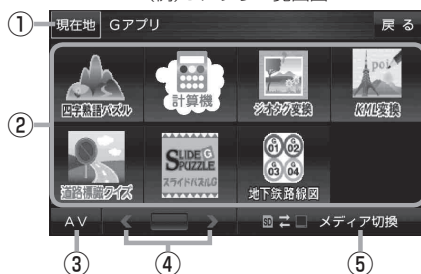 ① 現在地 Gアプリ 戻る
②
四字熟語パズル 計算機 ジオタグ変換 KML変換
道路標識クイズ SLIDE G PUZZLE スライドパズルG 地下鉄路線図
G 01 G 02 G 03 G 04
AV メディア切換
③ ④ ⑤